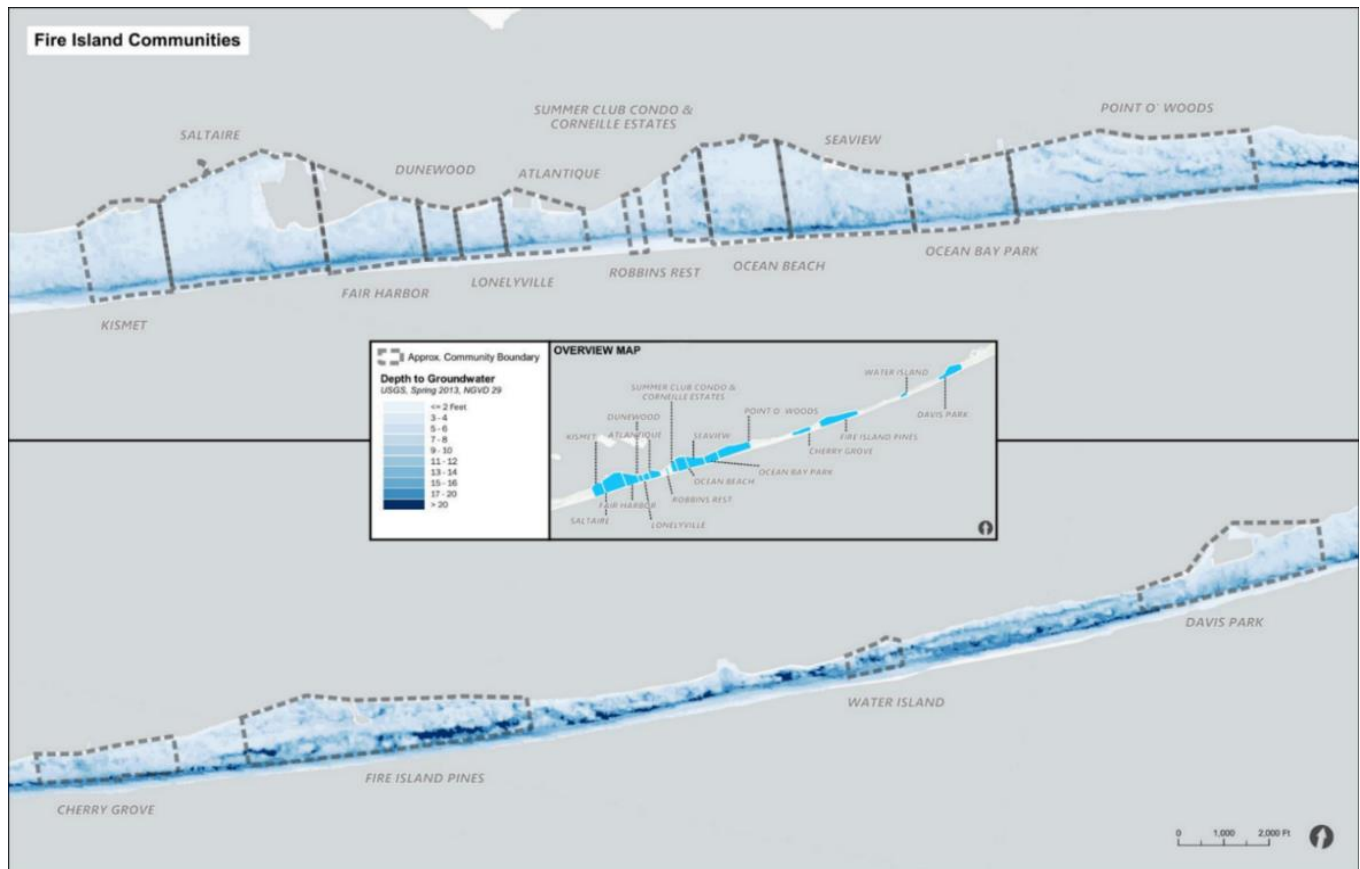 Fire Island Communities
SUMMER CLUB CONDO &
CORNEILLE ESTATES
POINT O' WOODS
SALTAIRE
SEAVIEW
DUNEWOOD
ATLANTIQUE
OCEAN BAY PARK
OCEAN BEACH
ROBBINS REST
LONELYVILLE
FAIR HARBOR
KISMET
Approx. Community Boundary
Depth to Groundwater
USGS, Spring 2013, NGVD 29
<= 2 Feet
3 - 4
5 - 6
7 - 8
9 - 10
11 - 12
13 - 14
15 - 16
17 - 20
> 20
OVERVIEW MAP
WATER ISLAND
SUMMER CLUB CONDO &
CORNEILLE ESTATES
DAVIS PARK
DUNEWOOD
POINT O' WOODS
KISMET
ATLANTIQUE
SEAVIEW
FIRE ISLAND PINES
CHERRY GROVE
OCEAN BAY PARK
OCEAN BEACH
ROBBINS REST
FAIR HARBOR
SALTAIRE
LONELYVILLE
DAVIS PARK
WATER ISLAND
FIRE ISLAND PINES
CHERRY GROVE
0 1,000 2,000 Ft